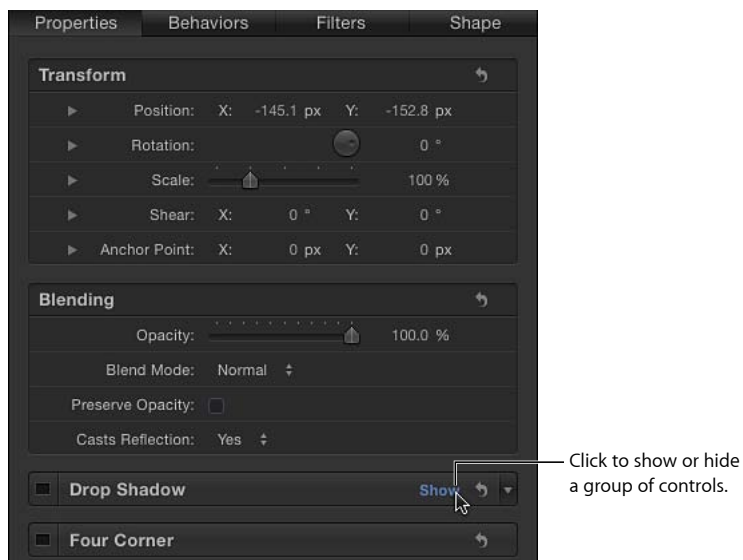 Properties Behaviors Filters Shape
Transform
Position: X: -145.1 px Y: -152.8 px
Rotation: 0 °
Scale: 100 %
Shear: X: 0 ° Y: 0 °
Anchor Point: X: 0 px Y: 0 px
Blending
Opacity: 100.0 %
Blend Mode: Normal
Preserve Opacity:
Casts Reflection: Yes
Drop Shadow Show
Click to show or hide
a group of controls.
Four Corner